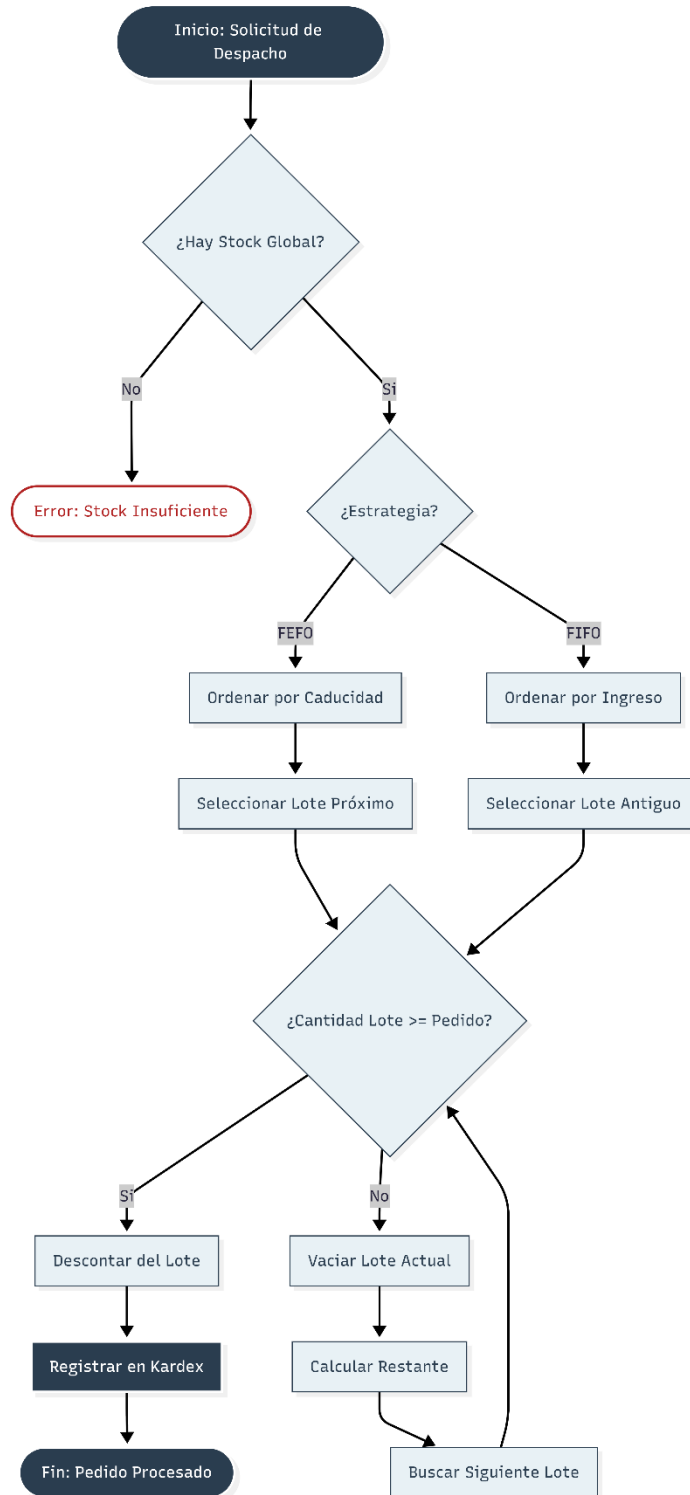 Inicio: Solicitud de
Despacho
¿Hay Stock Global?
No
Si
Error: Stock Insuficiente
¿Estrategia?
FEFO
FIFO
Ordenar por Caducidad
Ordenar por Ingreso
Seleccionar Lote Próximo
Seleccionar Lote Antiguo
¿Cantidad Lote >= Pedido?
Si
No
Descontar del Lote
Vaciar Lote Actual
Registrar en Kardex
Calcular Restante
Fin: Pedido Procesado
Buscar Siguiente Lote